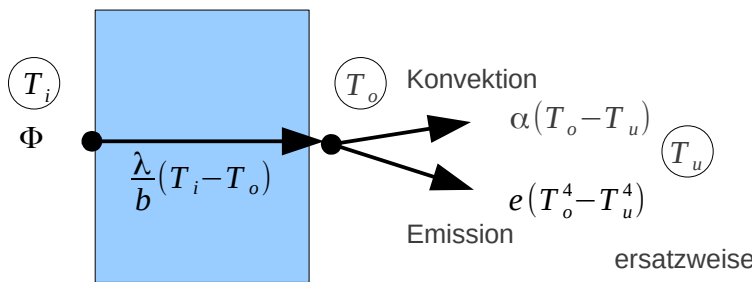 T_i
Φ
λ/b (T_i − T_o)
T_o
Konvektion
α(T_o − T_u)
T_u
e(T_o^4 − T_u^4)
Emission
ersatzweise